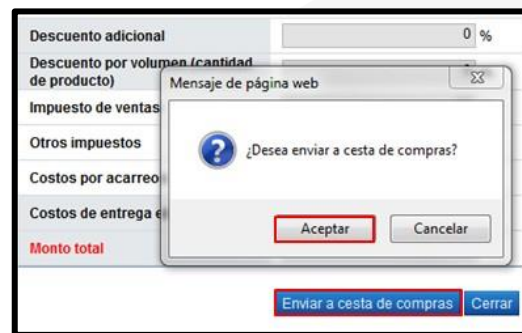 Descuento adicional 0 %
Descuento por volumen (cantidad
de producto)
Mensaje de página web
Impuesto de ventas
Otros impuestos
¿Desea enviar a cesta de compras?
Costos por acarreo
Costos de entrega
Aceptar Cancelar
Monto total
Enviar a cesta de compras Cerrar